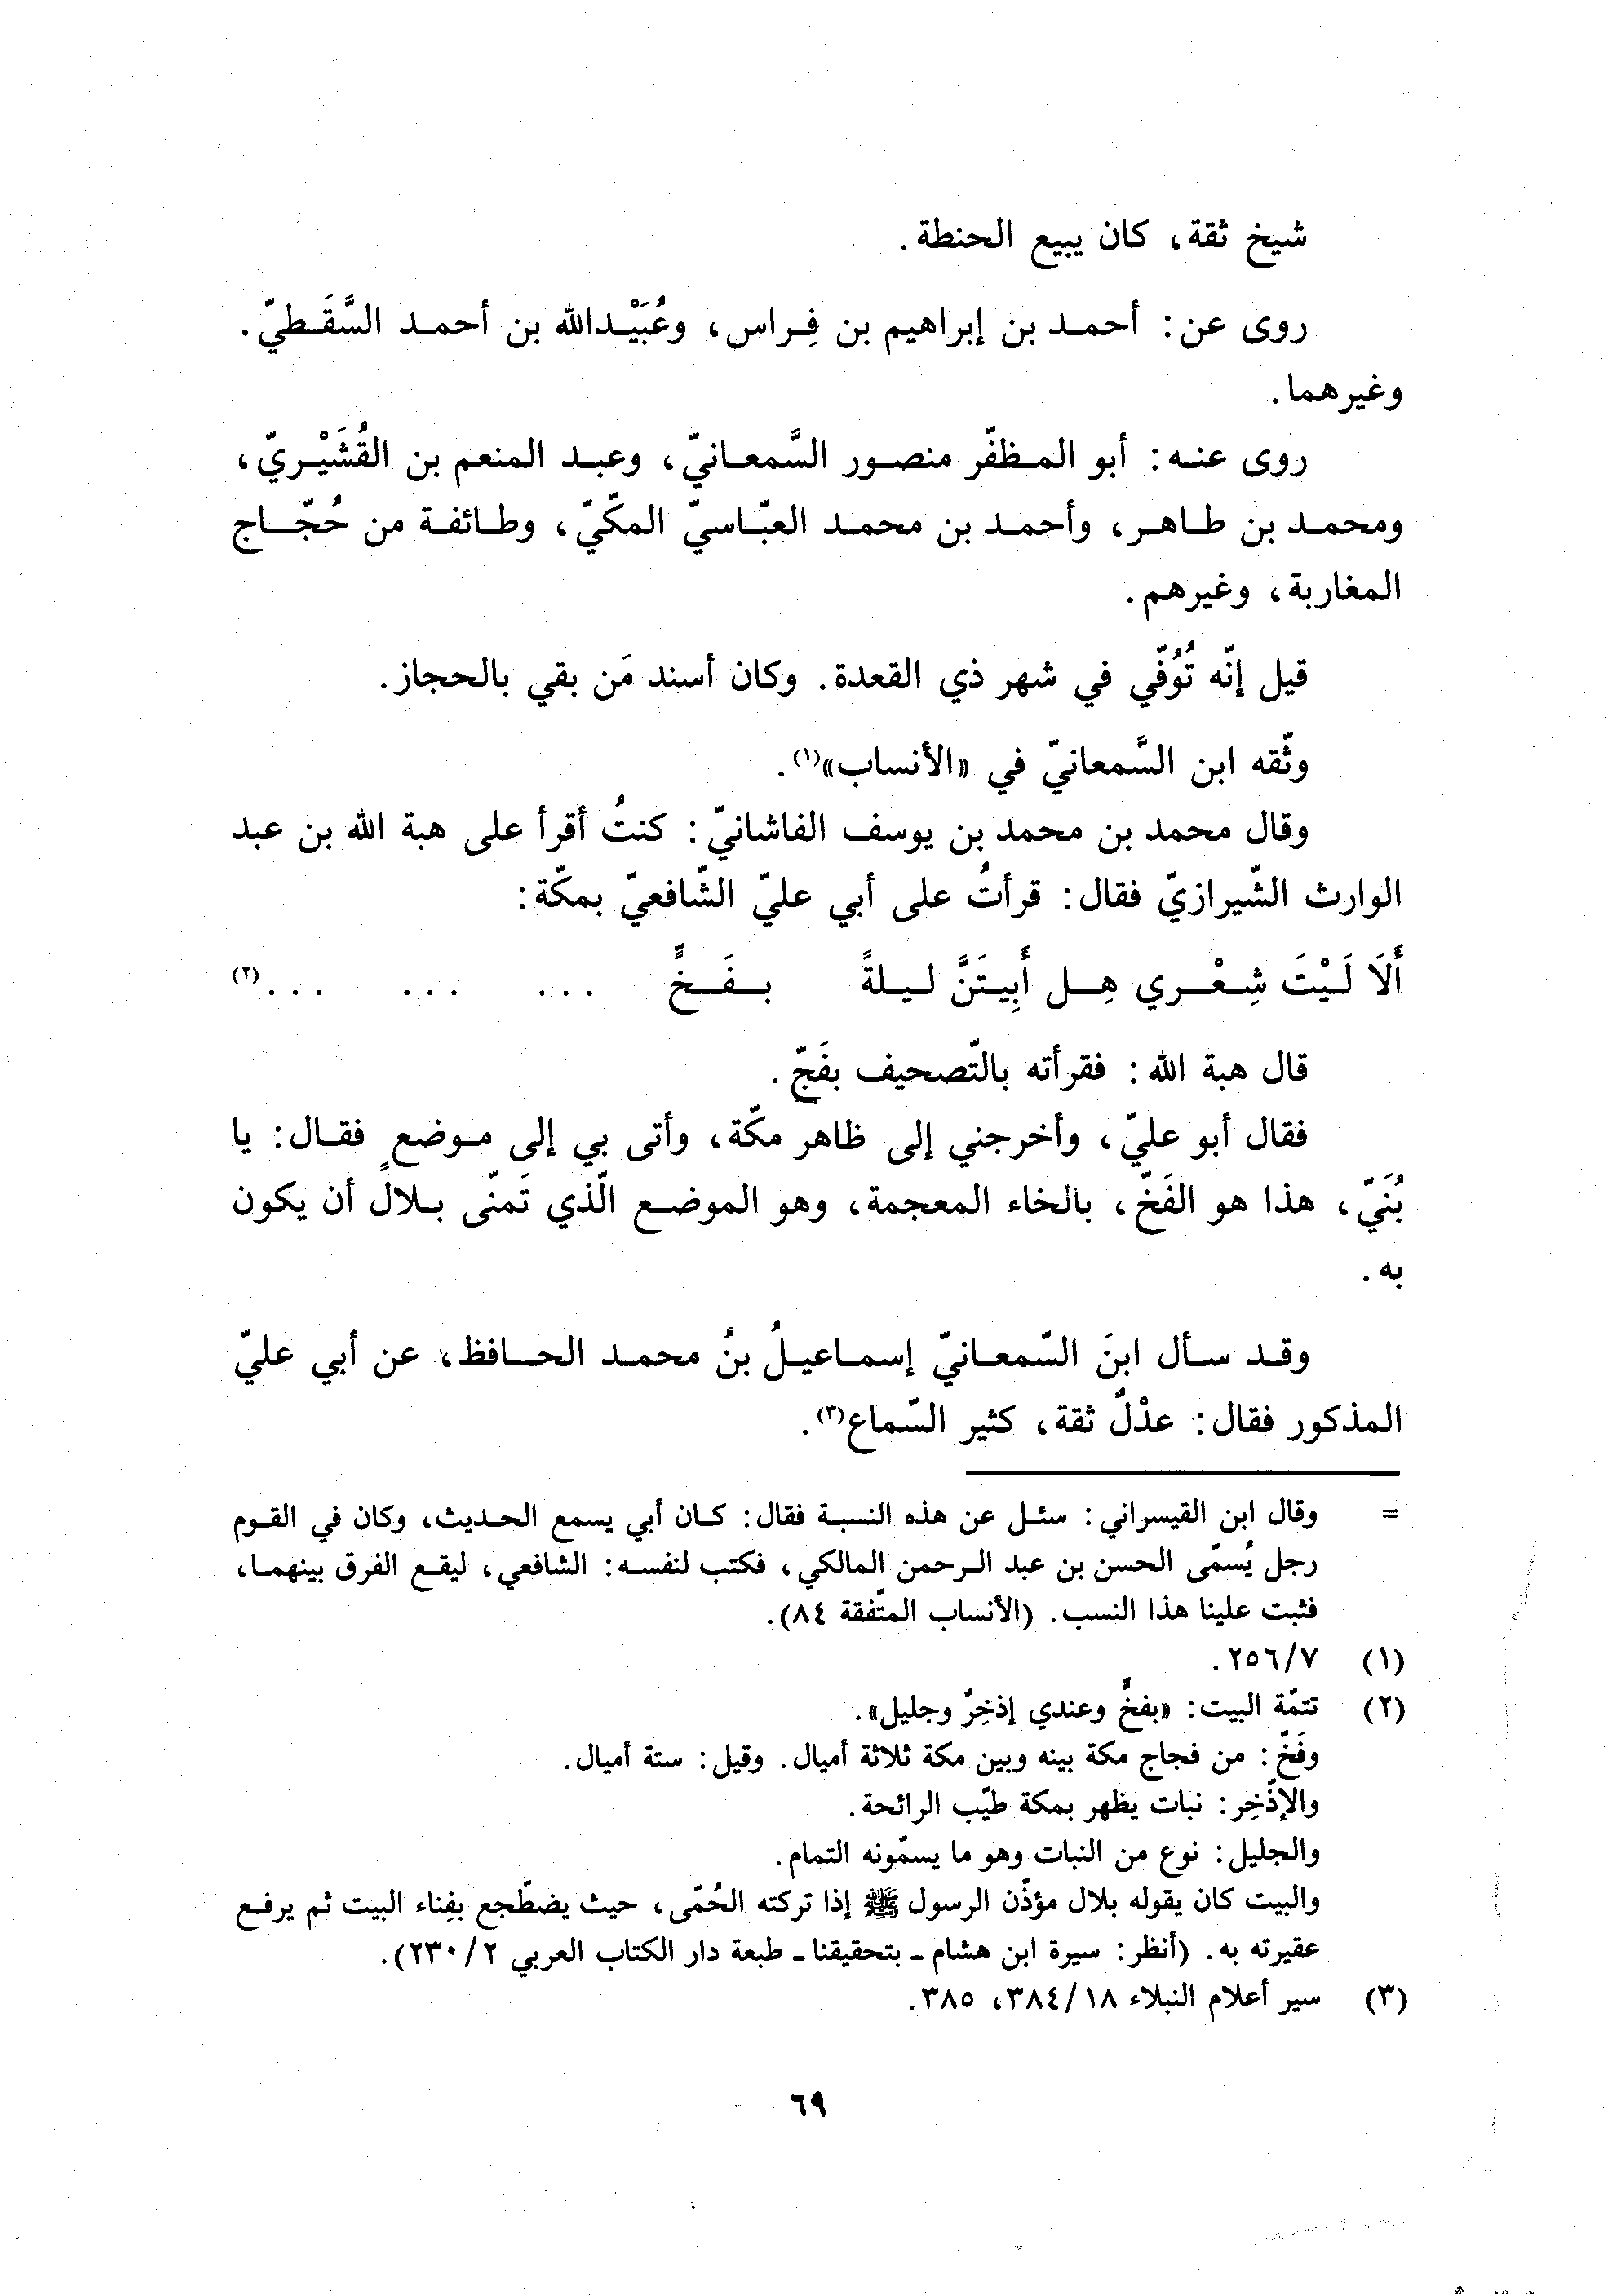 شيخ ثقة، كان يبيع الحنطة.
روى عن: أحمد بن إبراهيم بن فِراس، وعُبَيْدالله بن أحمد السَّقَطيّ.
وغيرهما.
روى عنه: أبو المظفّر منصور السَّمعانيّ، وعبد المنعم بن القُشَيْريّ،
ومحمد بن طاهر، وأحمد بن محمد العبّاسيّ المكّيّ، وطائفة من حُجّاج
المغاربة، وغيرهم.
قيل إنّه تُوُفّي في شهر ذي القعدة. وكان أسند مَن بقي بالحجاز.
وثّقه ابن السَّمعانيّ في «الأنساب»(١).
وقال محمد بن محمد بن يوسف الفاشانيّ: كنتُ أقرأ على هبة الله بن عبد
الوارث الشّيرازيّ فقال: قرأتُ على أبي عليّ الشّافعيّ بمكّة:
أَلَا لَيْتَ شِعْري هِل أَبِيتَنَّ ليلةً بفَخٍّ ... ... ...(٢)
قال هبة الله: فقرأته بالتّصحيف بفَجّ.
فقال أبو عليّ، وأخرجني إلى ظاهر مكّة، وأتى بي إلى موضعٍ فقال: يا
بُنَيّ، هذا هو الفَخّ، بالخاء المعجمة، وهو الموضع الّذي تَمنّى بلالٌ أن يكون
به.
وقد سأل ابنَ السّمعانيّ إسماعيلُ بنُ محمد الحافظ، عن أبي عليّ
المذكور فقال: عدْلٌ ثقة، كثير السّماع(٣).
= وقال ابن القيسراني: سئل عن هذه النسبة فقال: كان أبي يسمع الحديث، وكان في القوم
رجل يُسمّى الحسن بن عبد الرحمن المالكي، فكتب لنفسه: الشافعي، ليقع الفرق بينهما،
فثبت علينا هذا النسب. (الأنساب المتّفقة ٨٤).
(١) ٢٥٦/٧.
(٢) تتمّة البيت: «بفخٍّ وعندي إذخِرٌ وجليل».
وفَخّ: من فجاج مكة بينه وبين مكة ثلاثة أميال. وقيل: ستة أميال.
والإذْخِر: نبات يظهر بمكة طيّب الرائحة.
والجليل: نوع من النبات وهو ما يسمّونه التمام.
والبيت كان يقوله بلال مؤذّن الرسول ﷺ إذا تركته الحُمّى، حيث يضطّجع بفِناء البيت ثم يرفع
عقيرته به. (أنظر: سيرة ابن هشام ـ بتحقيقنا ـ طبعة دار الكتاب العربي ٢٣٠/٢).
(٣) سير أعلام النبلاء ٣٨٤/١٨، ٣٨٥.
٦٩